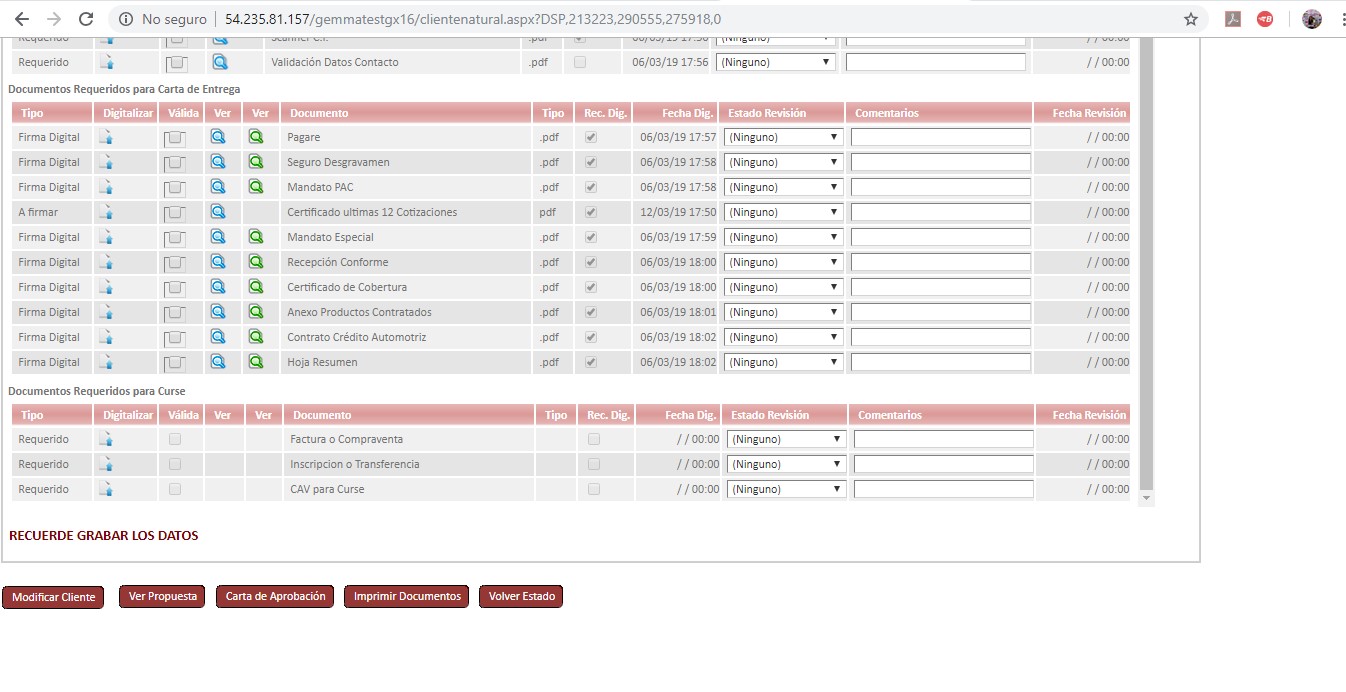 No seguro | 54.235.81.157/gemmatestgx16/clientenatural.aspx?DSP,213223,290555,275918,0
Requerido Scanner C.I. .pdf 06/03/19 17:56 (Ninguno) / / 00:00
Requerido Validación Datos Contacto .pdf 06/03/19 17:56 (Ninguno) / / 00:00
Documentos Requeridos para Carta de Entrega
Tipo Digitalizar Válida Ver Ver Documento Tipo Rec. Dig. Fecha Dig. Estado Revisión Comentarios Fecha Revisión
Firma Digital Pagare .pdf 06/03/19 17:57 (Ninguno) / / 00:00
Firma Digital Seguro Desgravamen .pdf 06/03/19 17:58 (Ninguno) / / 00:00
Firma Digital Mandato PAC .pdf 06/03/19 17:58 (Ninguno) / / 00:00
A firmar Certificado ultimas 12 Cotizaciones pdf 12/03/19 17:50 (Ninguno) / / 00:00
Firma Digital Mandato Especial .pdf 06/03/19 17:59 (Ninguno) / / 00:00
Firma Digital Recepción Conforme .pdf 06/03/19 18:00 (Ninguno) / / 00:00
Firma Digital Certificado de Cobertura .pdf 06/03/19 18:00 (Ninguno) / / 00:00
Firma Digital Anexo Productos Contratados .pdf 06/03/19 18:01 (Ninguno) / / 00:00
Firma Digital Contrato Crédito Automotriz .pdf 06/03/19 18:02 (Ninguno) / / 00:00
Firma Digital Hoja Resumen .pdf 06/03/19 18:02 (Ninguno) / / 00:00
Documentos Requeridos para Curse
Tipo Digitalizar Válida Ver Ver Documento Tipo Rec. Dig. Fecha Dig. Estado Revisión Comentarios Fecha Revisión
Requerido Factura o Compraventa / / 00:00 (Ninguno) / / 00:00
Requerido Inscripcion o Transferencia / / 00:00 (Ninguno) / / 00:00
Requerido CAV para Curse / / 00:00 (Ninguno) / / 00:00
RECUERDE GRABAR LOS DATOS
Modificar Cliente Ver Propuesta Carta de Aprobación Imprimir Documentos Volver Estado